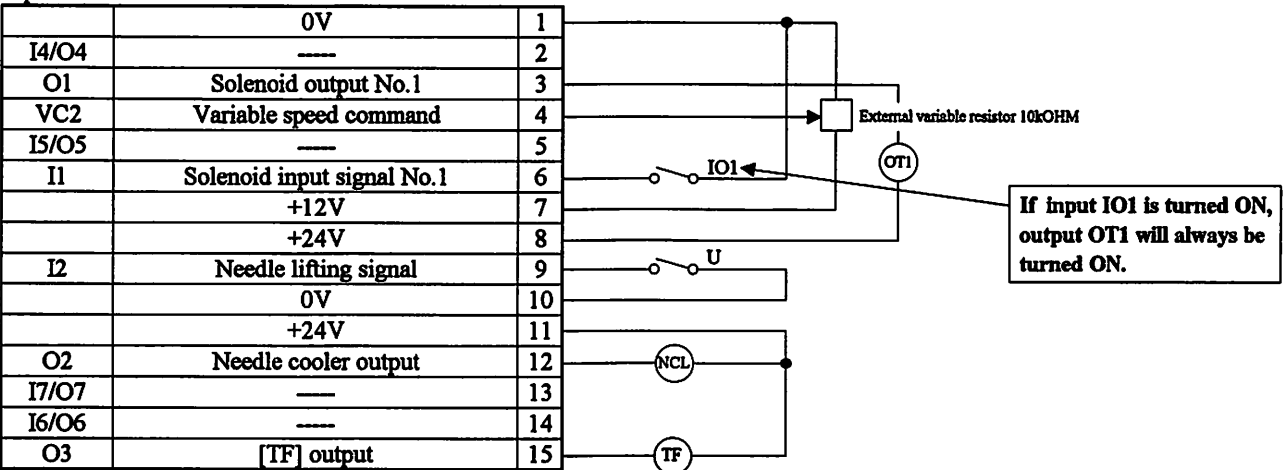 0V 1
I4/O4 ----- 2
O1 Solenoid output No.1 3
VC2 Variable speed command 4
External variable resistor 10kOHM
I5/O5 ----- 5
OT1
I1 Solenoid input signal No.1 6
IO1
+12V 7
+24V 8
If input IO1 is turned ON,
output OT1 will always be
turned ON.
I2 Needle lifting signal 9
U
0V 10
+24V 11
O2 Needle cooler output 12
NCL
I7/O7 ----- 13
I6/O6 ----- 14
O3 [TF] output 15
TF